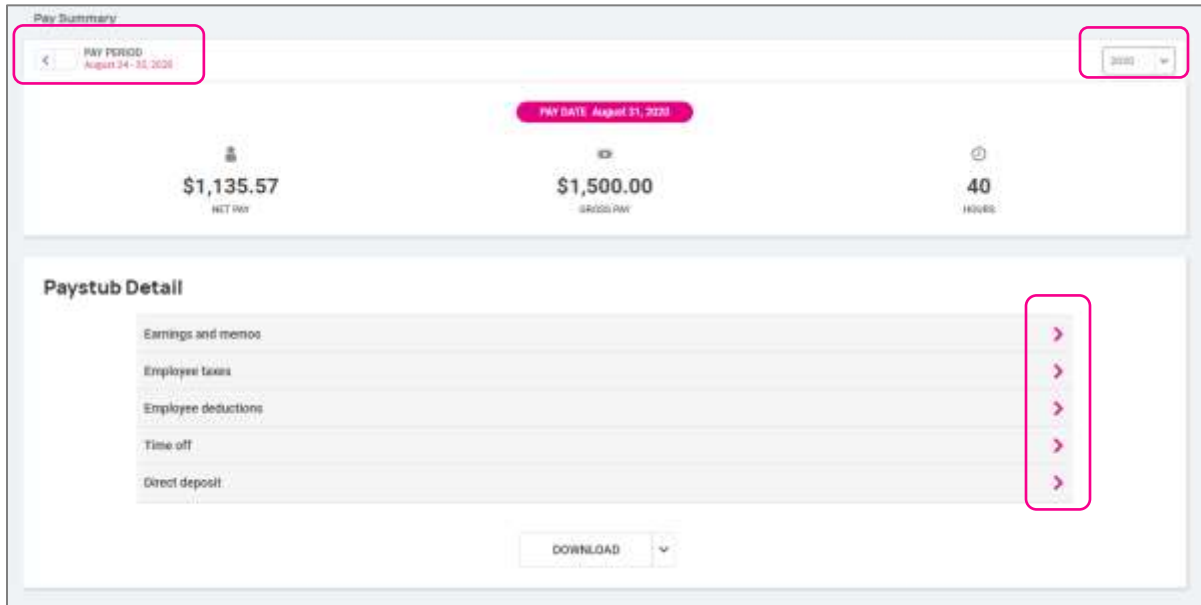 Pay Summary
PAY PERIOD
August 24 - 30, 2020
2020
PAY DATE August 31, 2020
$1,135.57
$1,500.00
40
NET PAY
GROSS PAY
HOURS
Paystub Detail
Earnings and memos
Employee taxes
Employee deductions
Time off
Direct deposit
DOWNLOAD